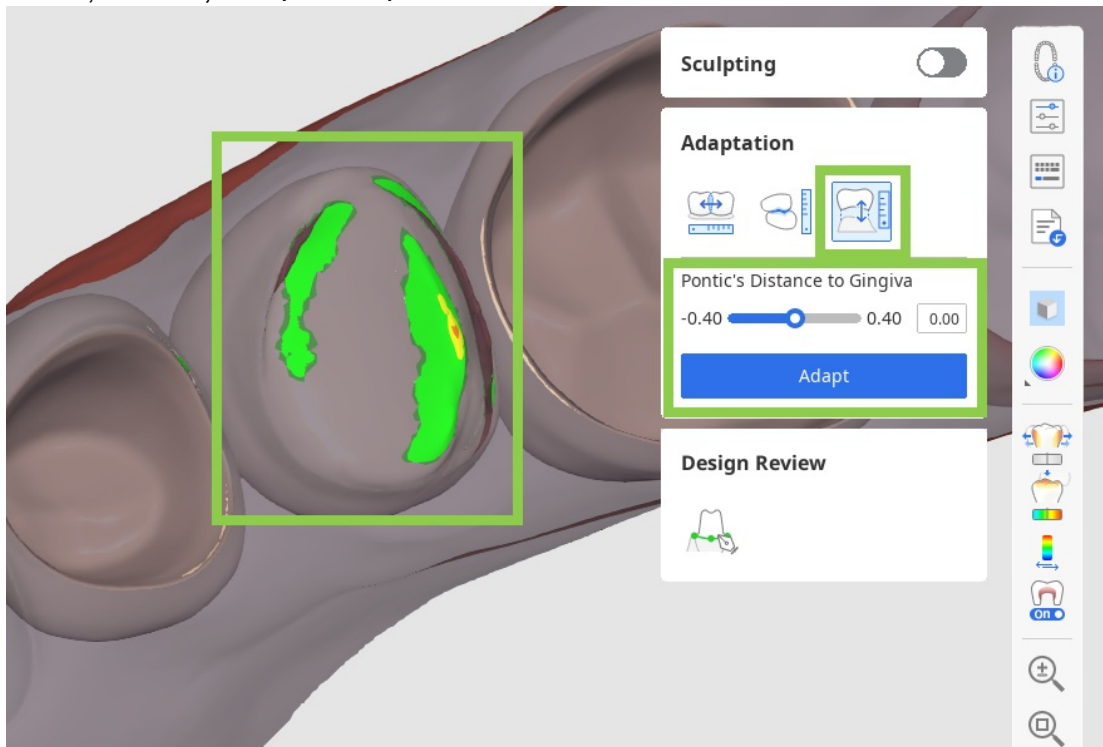 Sculpting
Adaptation
Pontic's Distance to Gingiva
-0.40 0.40 0.00
Adapt
Design Review
On